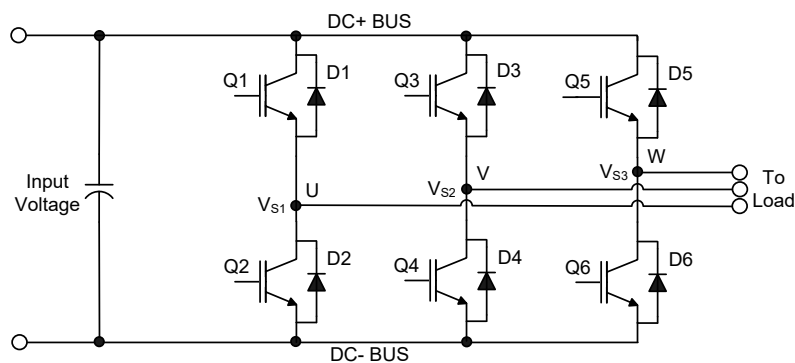 DC+ BUS
Q1
D1
Q3
D3
Q5
D5
Input
Voltage
VS1
U
VS2
V
VS3
W
To
Load
Q2
D2
Q4
D4
Q6
D6
DC- BUS